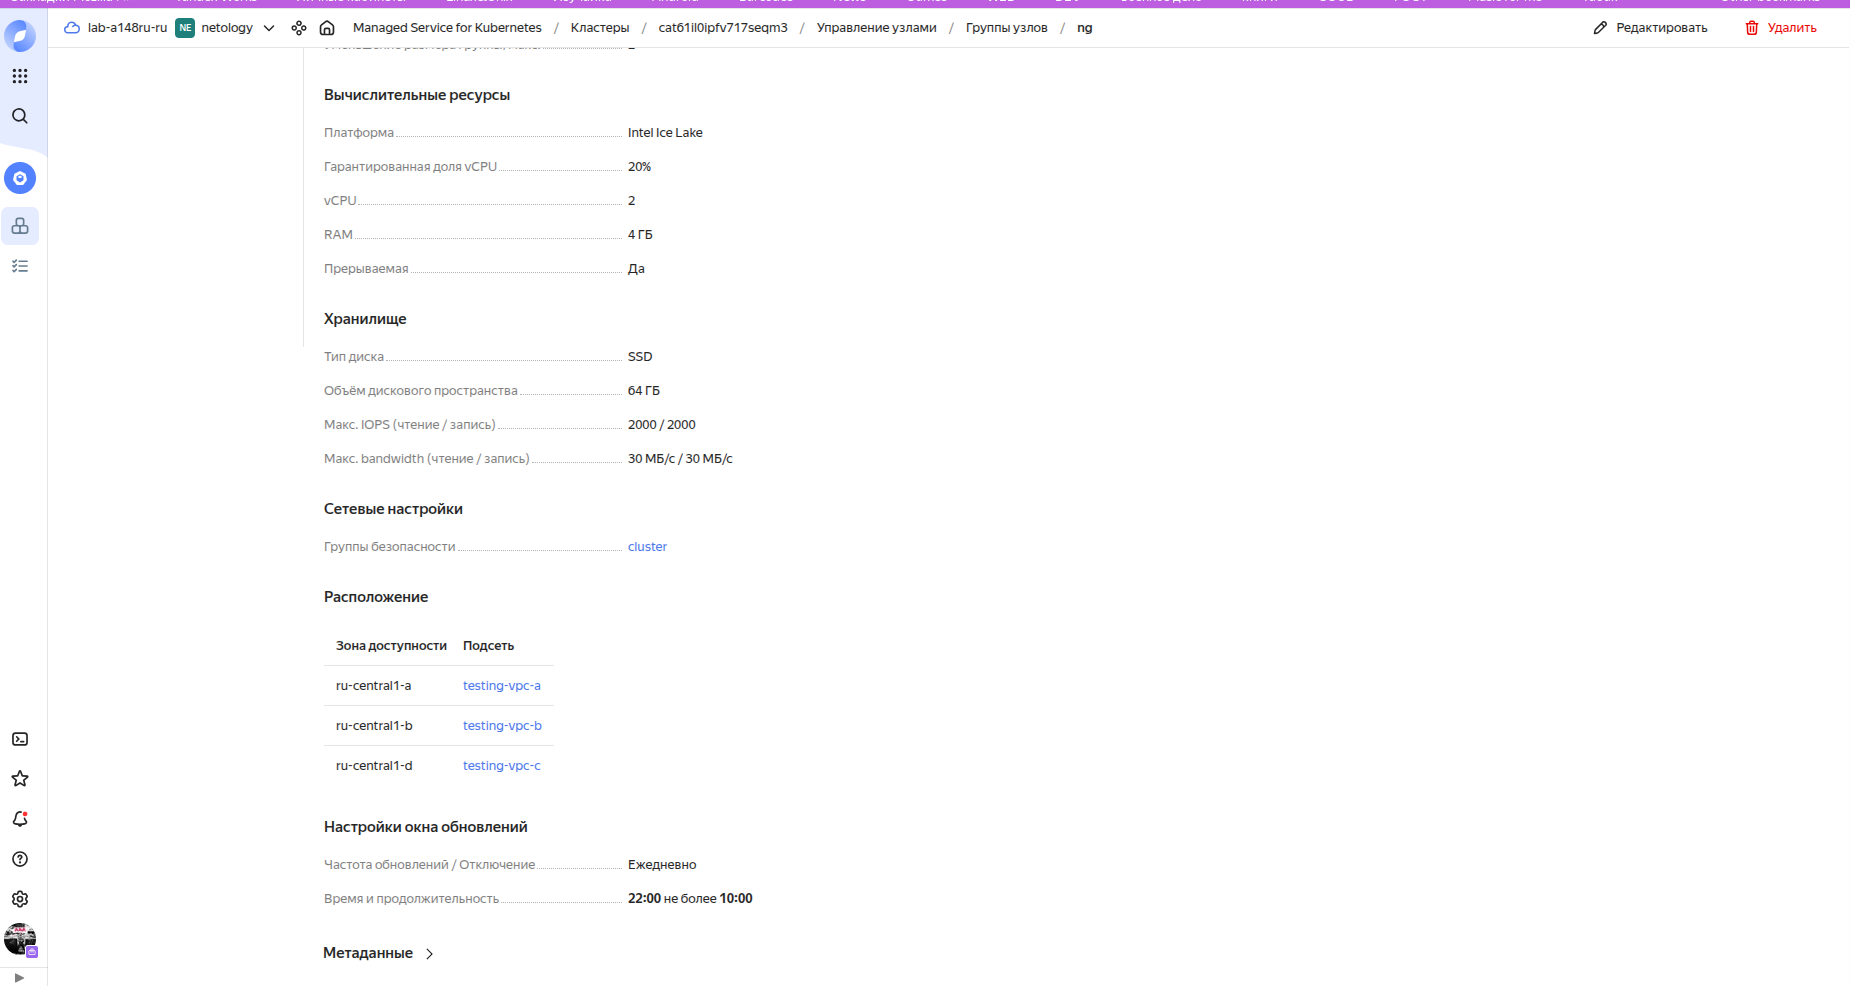 lab-a148ru-ru NE netology Managed Service for Kubernetes / Кластеры / cat61il0ipfv717seqm3 / Управление узлами / Группы узлов / ng Редактировать Удалить
Вычислительные ресурсы
Платформа Intel Ice Lake
Гарантированная доля vCPU 20%
vCPU 2
RAM 4 ГБ
Прерываемая Да
Хранилище
Тип диска SSD
Объём дискового пространства 64 ГБ
Макс. IOPS (чтение / запись) 2000 / 2000
Макс. bandwidth (чтение / запись) 30 МБ/с / 30 МБ/с
Сетевые настройки
Группы безопасности cluster
Расположение
Зона доступности Подсеть
ru-central1-a testing-vpc-a
ru-central1-b testing-vpc-b
ru-central1-d testing-vpc-c
Настройки окна обновлений
Частота обновлений / Отключение Ежедневно
Время и продолжительность 22:00 не более 10:00
Метаданные